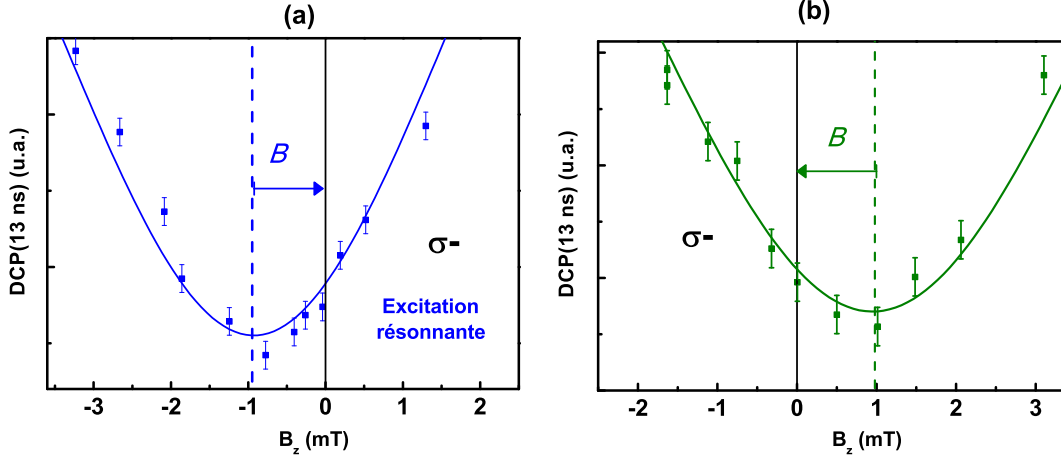 (a)
DCP(13 ns) (u.a.)
B
σ-
Excitation
résonnante
-3 -2 -1 0 1 2
B_z (mT)
(b)
DCP(13 ns) (u.a.)
B
σ-
-2 -1 0 1 2 3
B_z (mT)